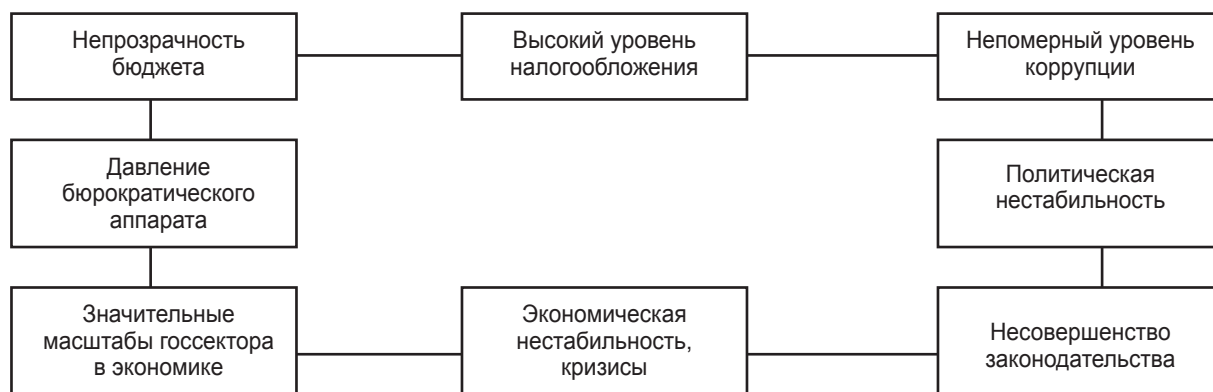 Непрозрачность
бюджета
Высокий уровень
налогообложения
Непомерный уровень
коррупции
Давление
бюрократического
аппарата
Политическая
нестабильность
Значительные
масштабы госсектора
в экономике
Экономическая
нестабильность,
кризисы
Несовершенство
законодательства